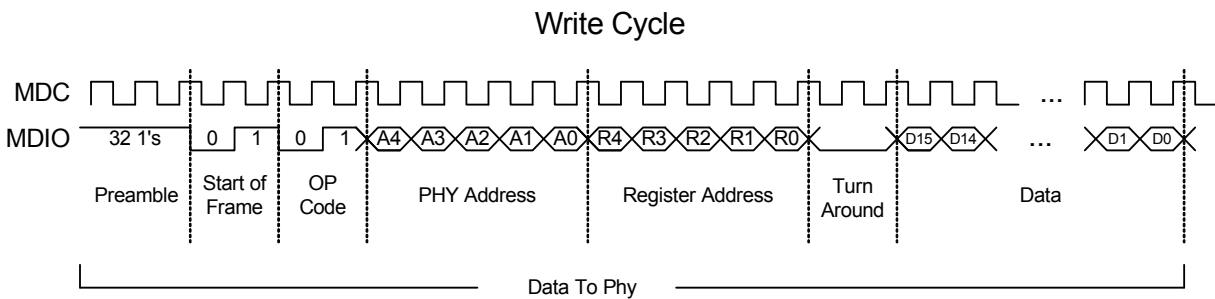 Write Cycle
MDC ...
MDIO 32 1's 0 1 0 1 A4 A3 A2 A1 A0 R4 R3 R2 R1 R0 D15 D14 ... D1 D0
Preamble Start of Frame OP Code PHY Address Register Address Turn Around Data
Data To Phy